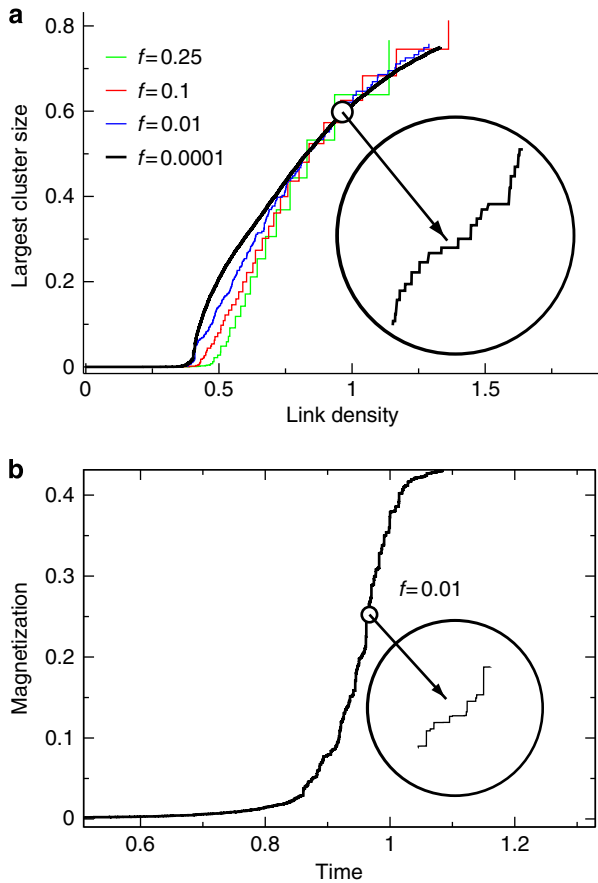 a
0.8
0.6
0.4
0.2
0
Largest cluster size
f=0.25
f=0.1
f=0.01
f=0.0001
0
0.5
1
1.5
Link density
b
0.4
0.3
0.2
0.1
0
Magnetization
f=0.01
0.6
0.8
1
1.2
Time